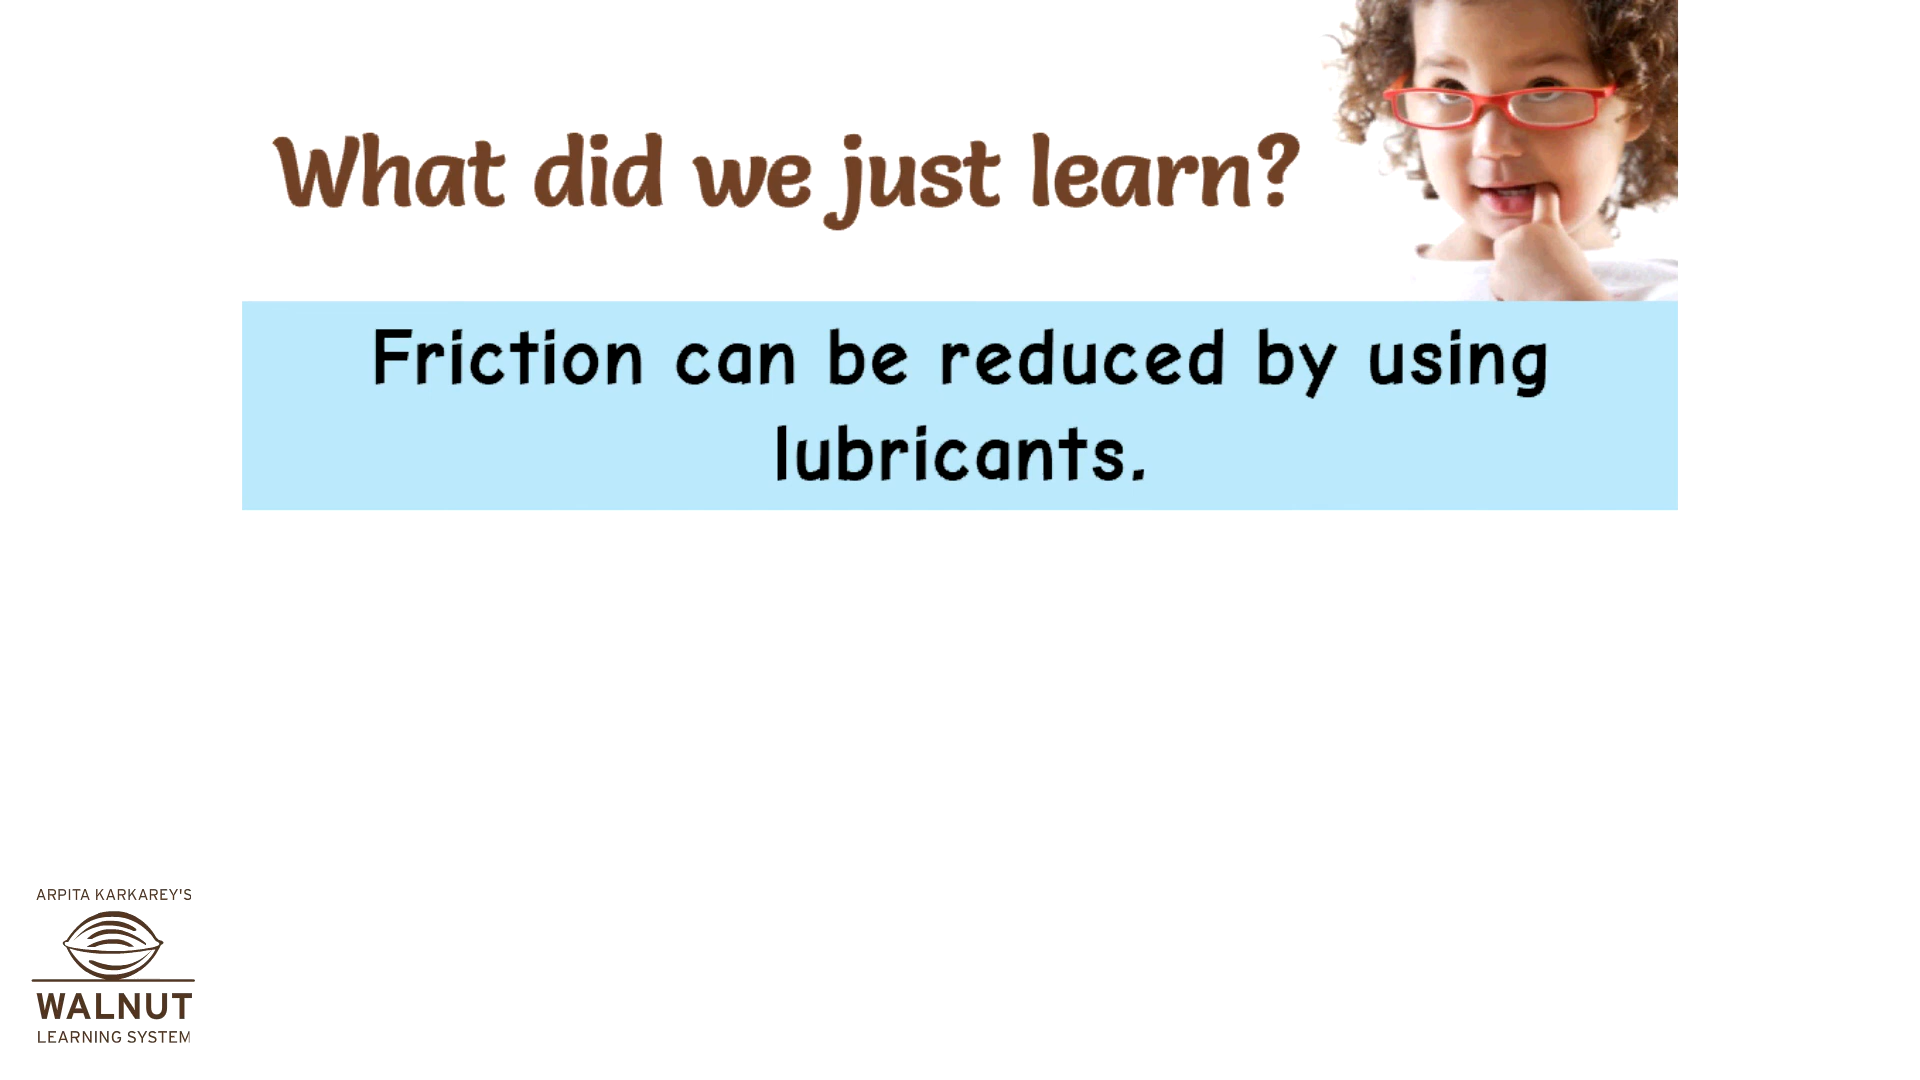 What did we just learn?
Friction can be reduced by using
lubricants.
ARPITA KARKAREY'S
WALNUT
LEARNING SYSTEM